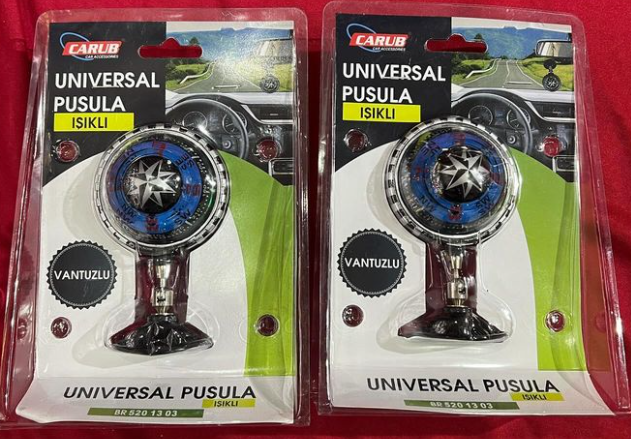 CARUB
CAR ACCESSORIES
UNIVERSAL
PUSULA
IŞIKLI
VANTUZLU
UNIVERSAL PUSULA
IŞIKLI
BR 520 13 03
CARUB
CAR ACCESSORIES
UNIVERSAL
PUSULA
IŞIKLI
VANTUZLU
UNIVERSAL PUSULA
IŞIKLI
BR 520 13 03